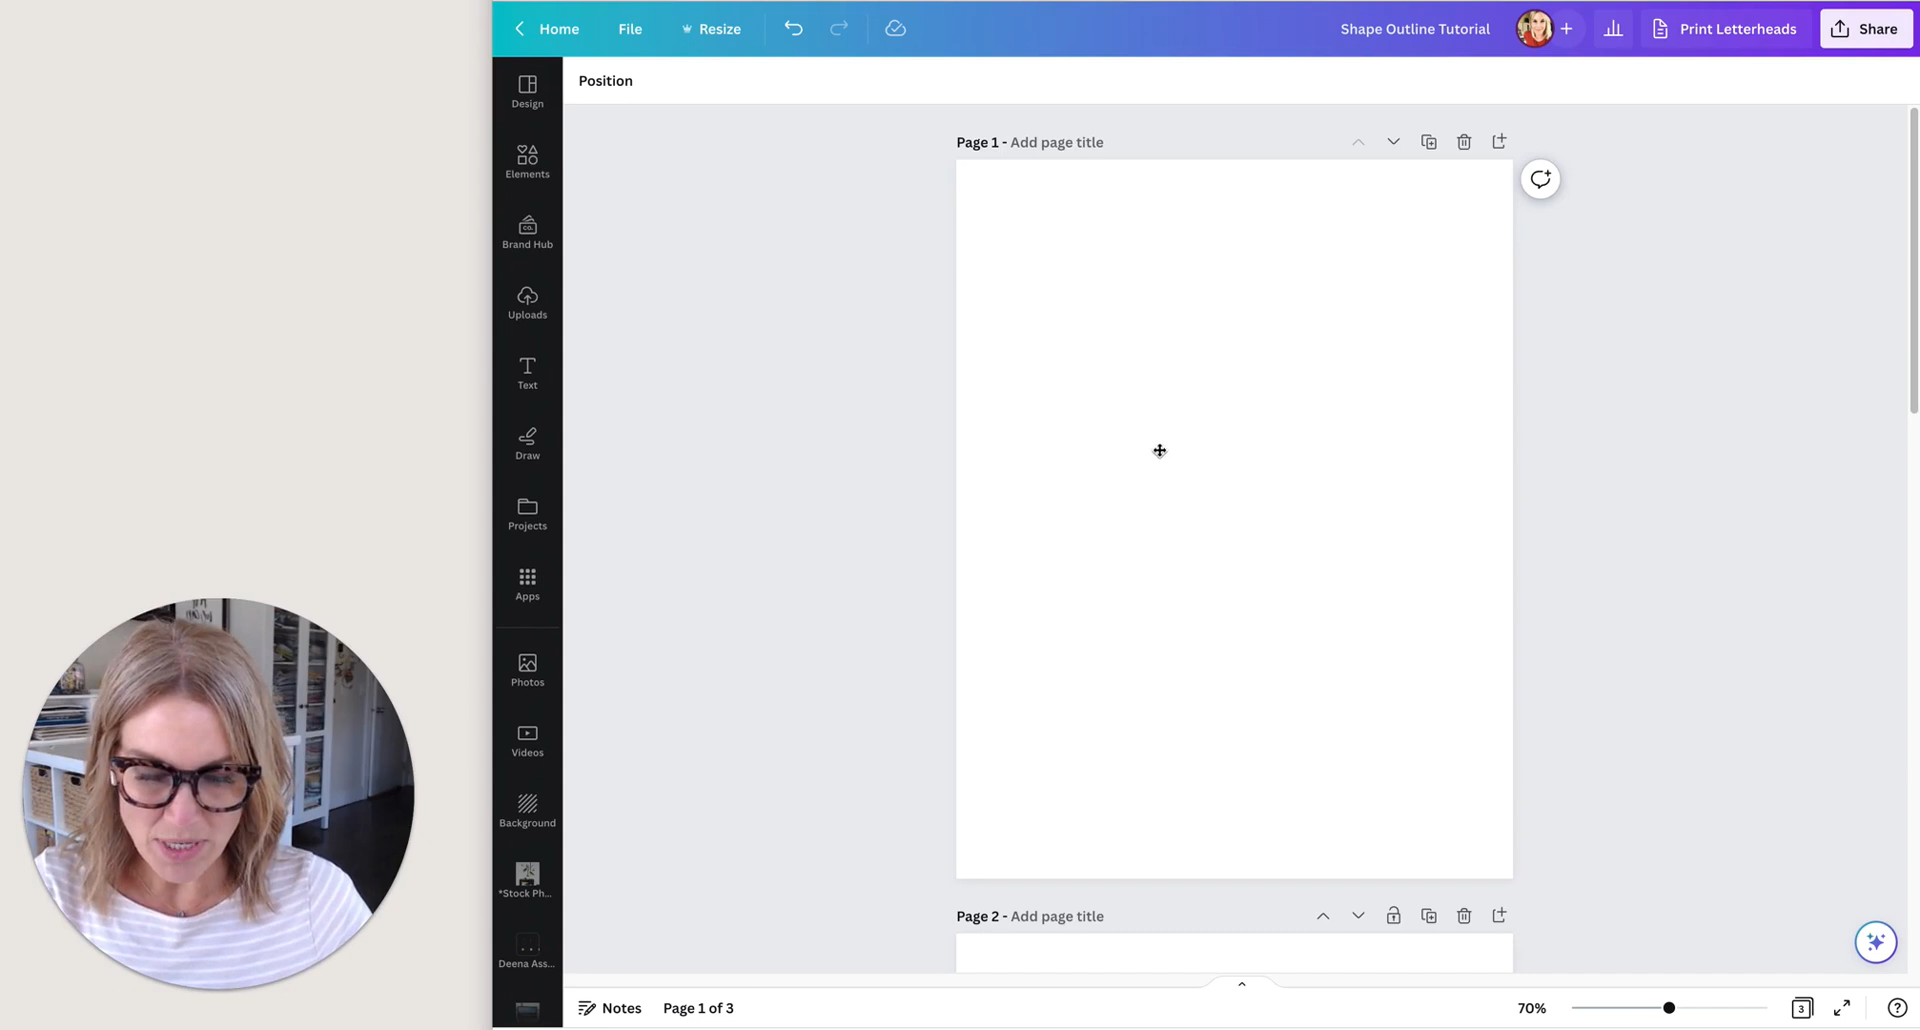 Home File Resize Shape Outline Tutorial Print Letterheads Share
Position
Design
Elements
Brand Hub
Uploads
Text
Draw
Projects
Apps
Photos
Videos
Background
*Stock Ph...
Deena Ass...
Page 1 - Add page title
Page 2 - Add page title
Notes Page 1 of 3 70% 3